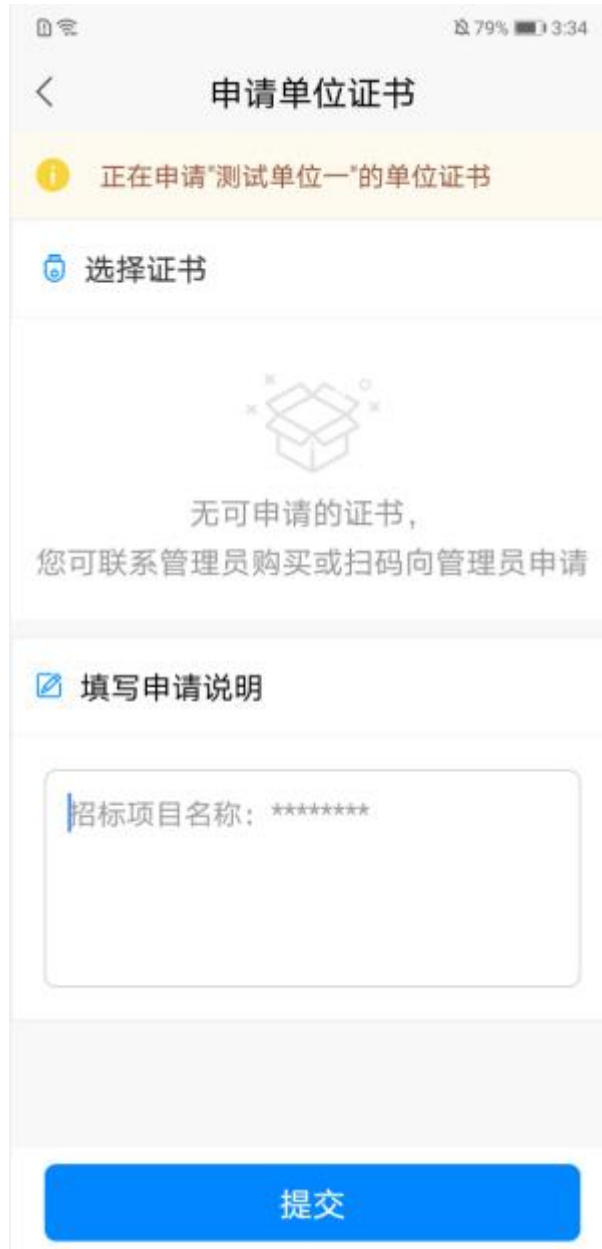 79% 3:34
申请单位证书
正在申请"测试单位一"的单位证书
选择证书
无可申请的证书，
您可联系管理员购买或扫码向管理员申请
填写申请说明
招标项目名称：********
提交